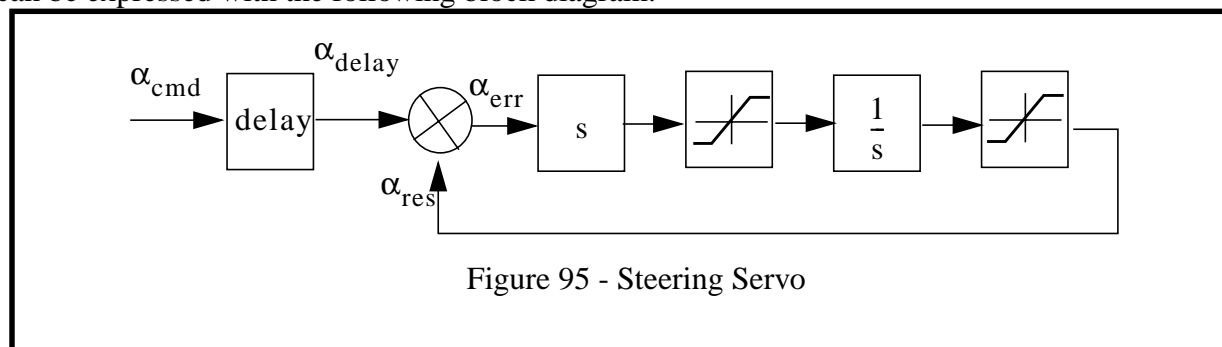 can be expressed with the following block diagram.
α_cmd
delay
α_delay
α_err
s
1
s
α_res
Figure 95 - Steering Servo